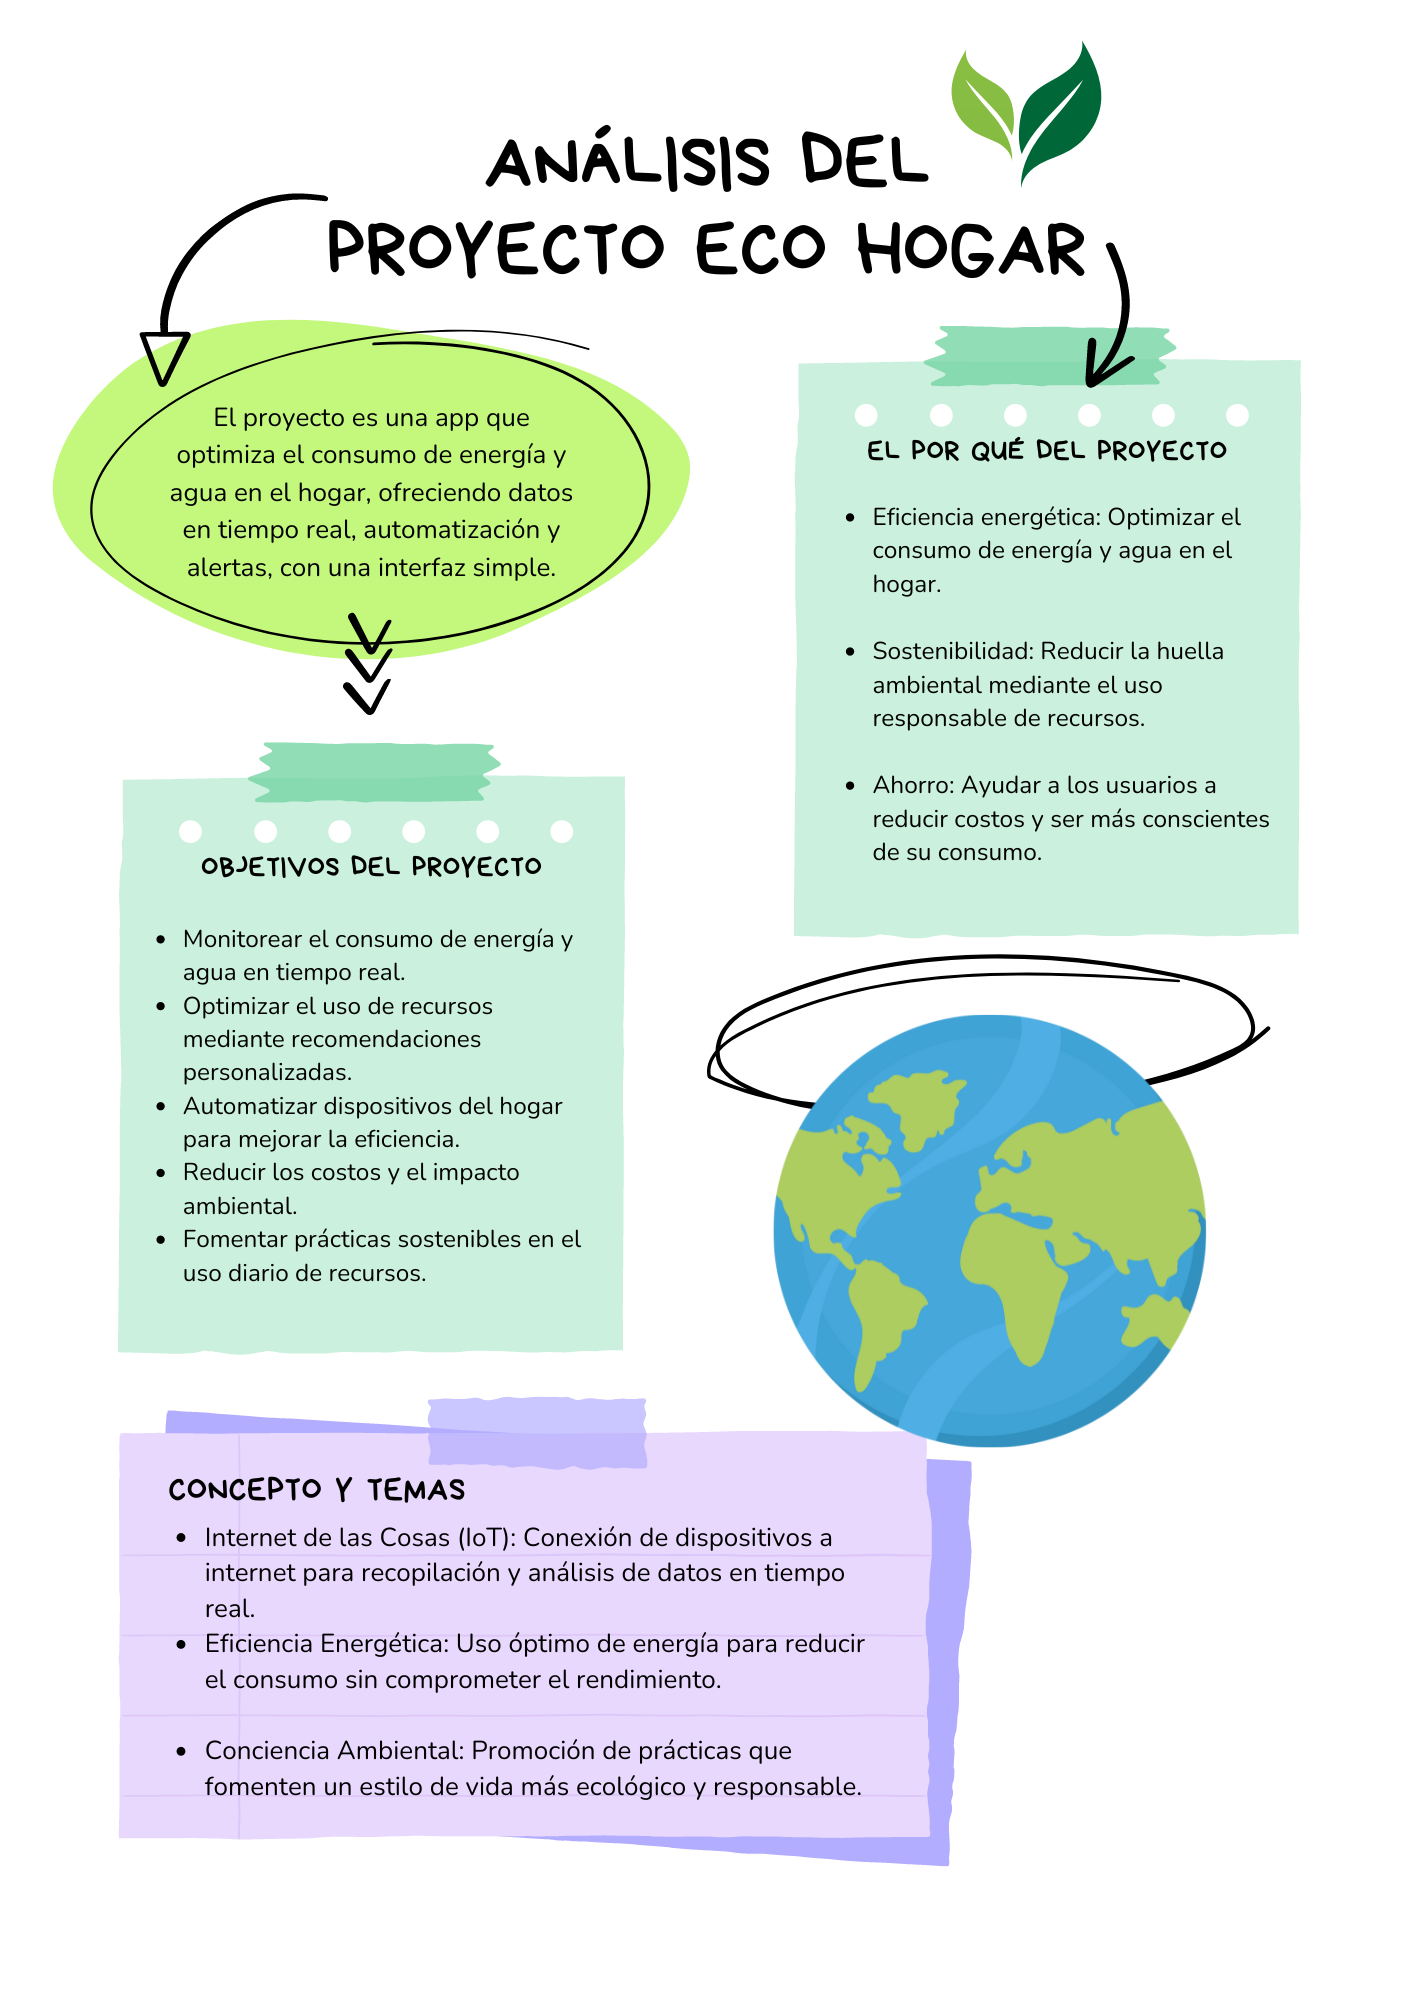 ANÁLISIS DEL
PROYECTO ECO HOGAR
El proyecto es una app que
optimiza el consumo de energía y
agua en el hogar, ofreciendo datos
en tiempo real, automatización y
alertas, con una interfaz simple.
EL POR QUÉ DEL PROYECTO
• Eficiencia energética: Optimizar el
consumo de energía y agua en el
hogar.
• Sostenibilidad: Reducir la huella
ambiental mediante el uso
responsable de recursos.
• Ahorro: Ayudar a los usuarios a
reducir costos y ser más conscientes
de su consumo.
OBJETIVOS DEL PROYECTO
• Monitorear el consumo de energía y
agua en tiempo real.
• Optimizar el uso de recursos
mediante recomendaciones
personalizadas.
• Automatizar dispositivos del hogar
para mejorar la eficiencia.
• Reducir los costos y el impacto
ambiental.
• Fomentar prácticas sostenibles en el
uso diario de recursos.
CONCEPTO Y TEMAS
• Internet de las Cosas (IoT): Conexión de dispositivos a
internet para recopilación y análisis de datos en tiempo
real.
• Eficiencia Energética: Uso óptimo de energía para reducir
el consumo sin comprometer el rendimiento.
• Conciencia Ambiental: Promoción de prácticas que
fomenten un estilo de vida más ecológico y responsable.